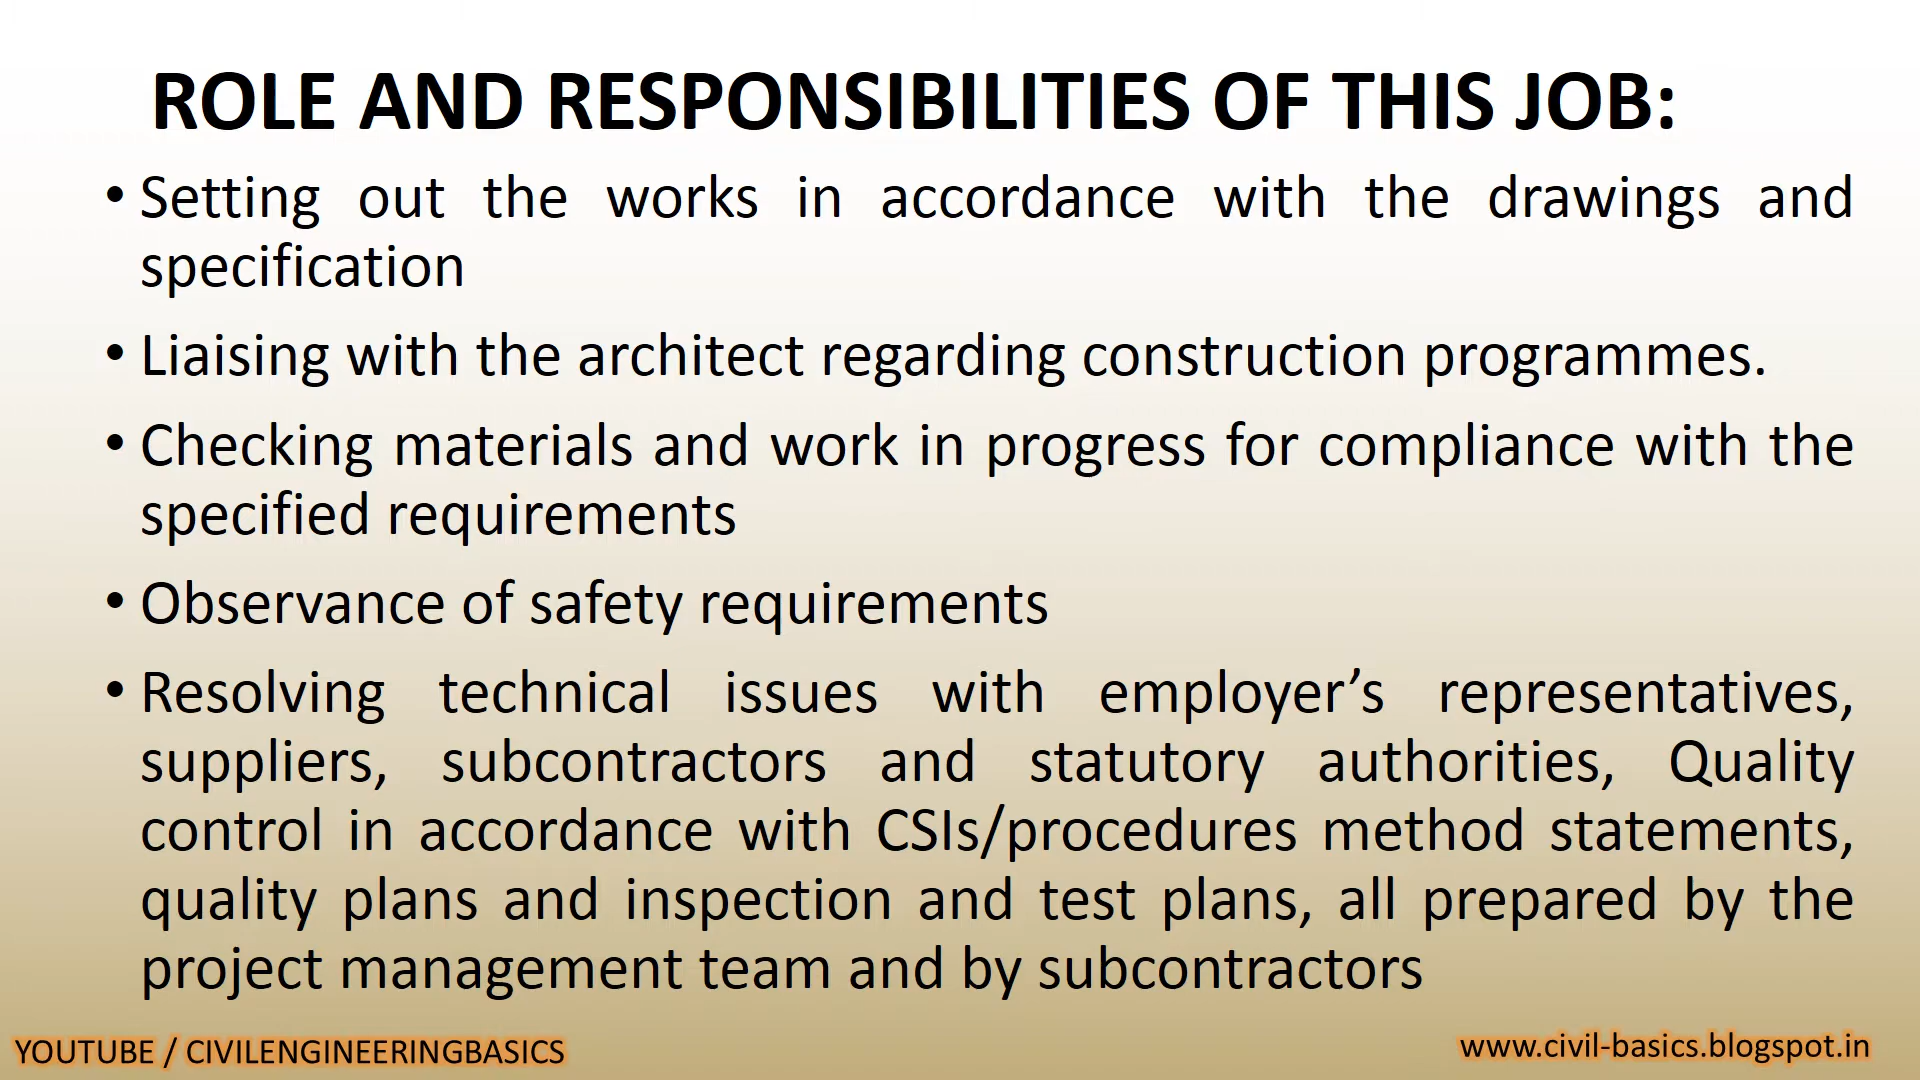 ROLE AND RESPONSIBILITIES OF THIS JOB:
• Setting out the works in accordance with the drawings and
specification
• Liaising with the architect regarding construction programmes.
• Checking materials and work in progress for compliance with the
specified requirements
• Observance of safety requirements
• Resolving technical issues with employer’s representatives,
suppliers, subcontractors and statutory authorities, Quality
control in accordance with CSIs/procedures method statements,
quality plans and inspection and test plans, all prepared by the
project management team and by subcontractors
YOUTUBE / CIVILENGINEERINGBASICS
www.civil-basics.blogspot.in